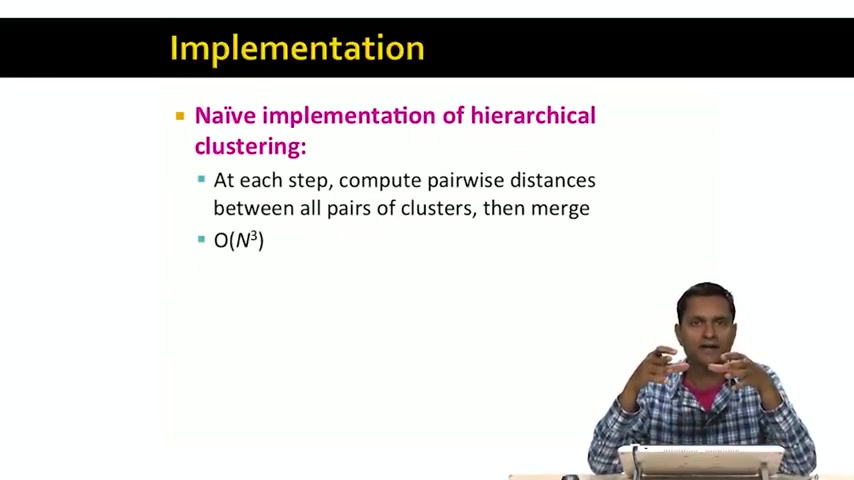 Implementation
Naïve implementation of hierarchical
clustering:
At each step, compute pairwise distances
between all pairs of clusters, then merge
O(N³)